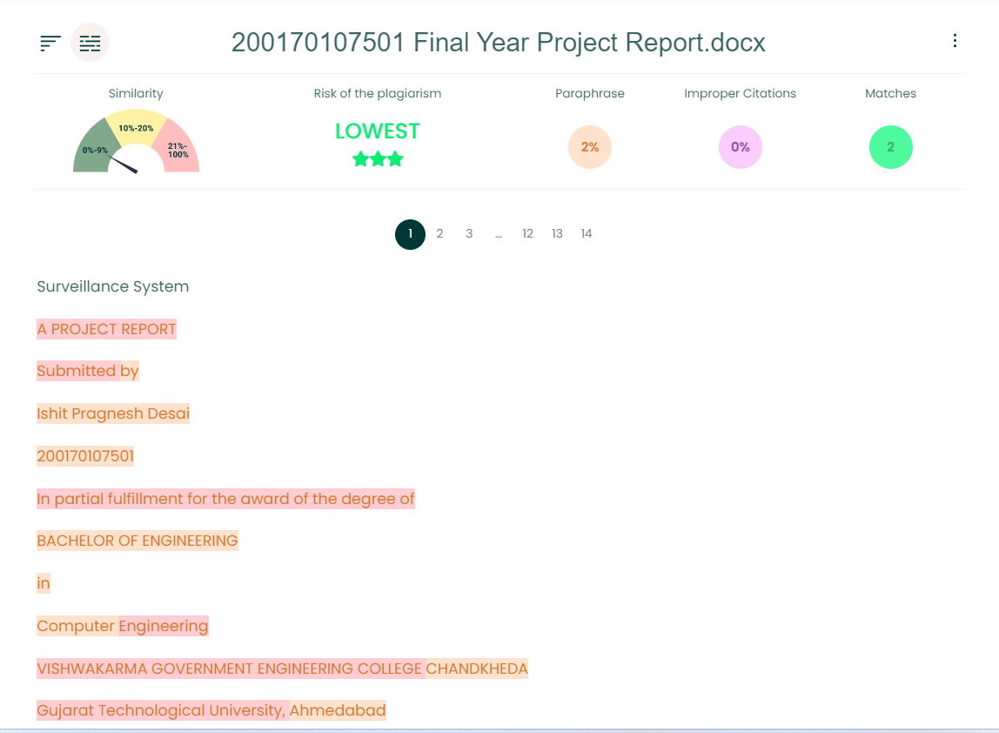 200170107501 Final Year Project Report.docx
Similarity
Risk of the plagiarism
Paraphrase
Improper Citations
Matches
0%-9%
10%-20%
21%-
100%
LOWEST
2%
0%
2
1 2 3 ... 12 13 14
Surveillance System
A PROJECT REPORT
Submitted by
Ishit Pragnesh Desai
200170107501
In partial fulfillment for the award of the degree of
BACHELOR OF ENGINEERING
in
Computer Engineering
VISHWAKARMA GOVERNMENT ENGINEERING COLLEGE CHANDKHEDA
Gujarat Technological University, Ahmedabad